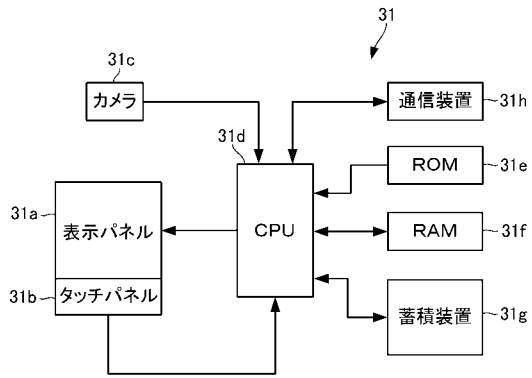 31
31c
カメラ
通信装置
31h
31d
ROM
31e
31a
表示パネル
CPU
RAM
31f
31b
タッチパネル
蓄積装置
31g